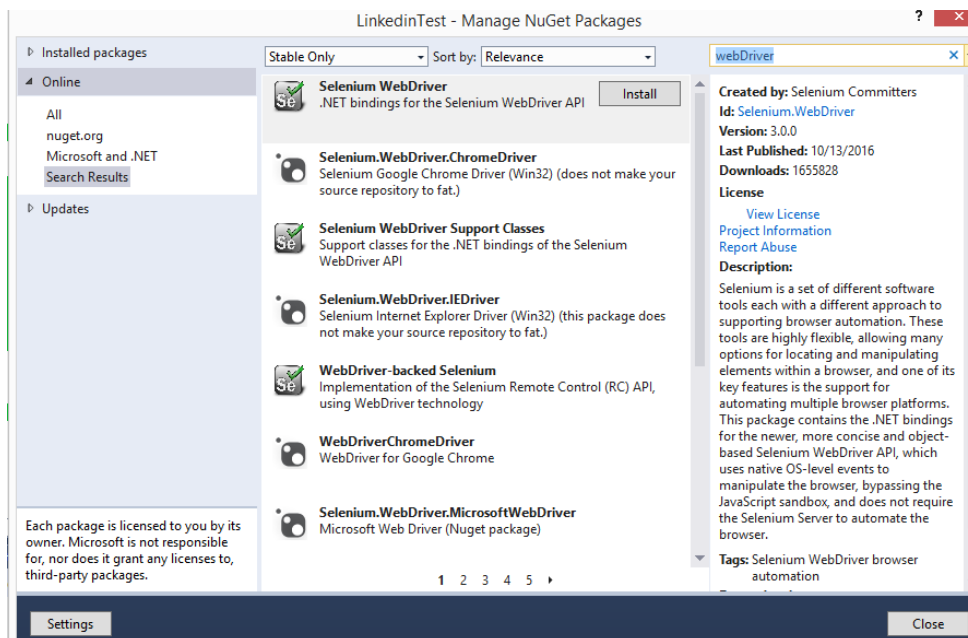 LinkedinTest - Manage NuGet Packages
?
Installed packages
Online
All
nuget.org
Microsoft and .NET
Search Results
Updates
Each package is licensed to you by its
owner. Microsoft is not responsible
for, nor does it grant any licenses to,
third-party packages.
Stable Only
Sort by: Relevance
Selenium WebDriver
.NET bindings for the Selenium WebDriver API
Install
Selenium.WebDriver.ChromeDriver
Selenium Google Chrome Driver (Win32) (does not make your
source repository to fat.)
Selenium WebDriver Support Classes
Support classes for the .NET bindings of the Selenium
WebDriver API
Selenium.WebDriver.IEDriver
Selenium Internet Explorer Driver (Win32) (this package does
not make your source repository to fat.)
WebDriver-backed Selenium
Implementation of the Selenium Remote Control (RC) API,
using WebDriver technology
WebDriverChromeDriver
WebDriver for Google Chrome
Selenium.WebDriver.MicrosoftWebDriver
Microsoft Web Driver (Nuget package)
1 2 3 4 5
webDriver
Created by: Selenium Committers
Id: Selenium.WebDriver
Version: 3.0.0
Last Published: 10/13/2016
Downloads: 1655828
License
View License
Project Information
Report Abuse
Description:
Selenium is a set of different software
tools each with a different approach to
supporting browser automation. These
tools are highly flexible, allowing many
options for locating and manipulating
elements within a browser, and one of its
key features is the support for
automating multiple browser platforms.
This package contains the .NET bindings
for the newer, more concise and object-
based Selenium WebDriver API, which
uses native OS-level events to
manipulate the browser, bypassing the
JavaScript sandbox, and does not require
the Selenium Server to automate the
browser.
Tags: Selenium WebDriver browser
automation
Settings
Close